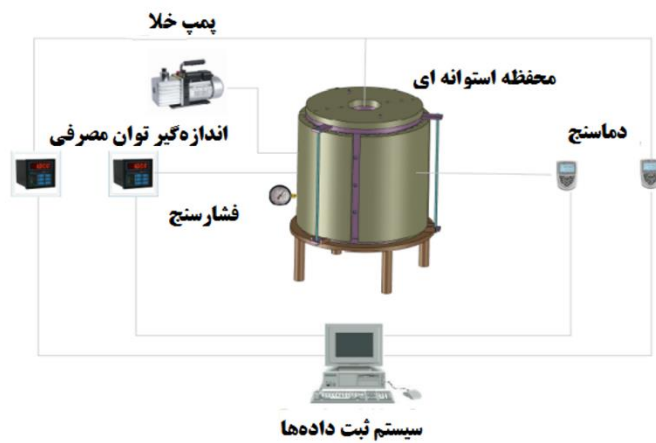 پمپ خلا
محفظه استوانه ای
دماسنج
اندازه‌گیر توان مصرفی
فشارسنج
سیستم ثبت داده‌ها